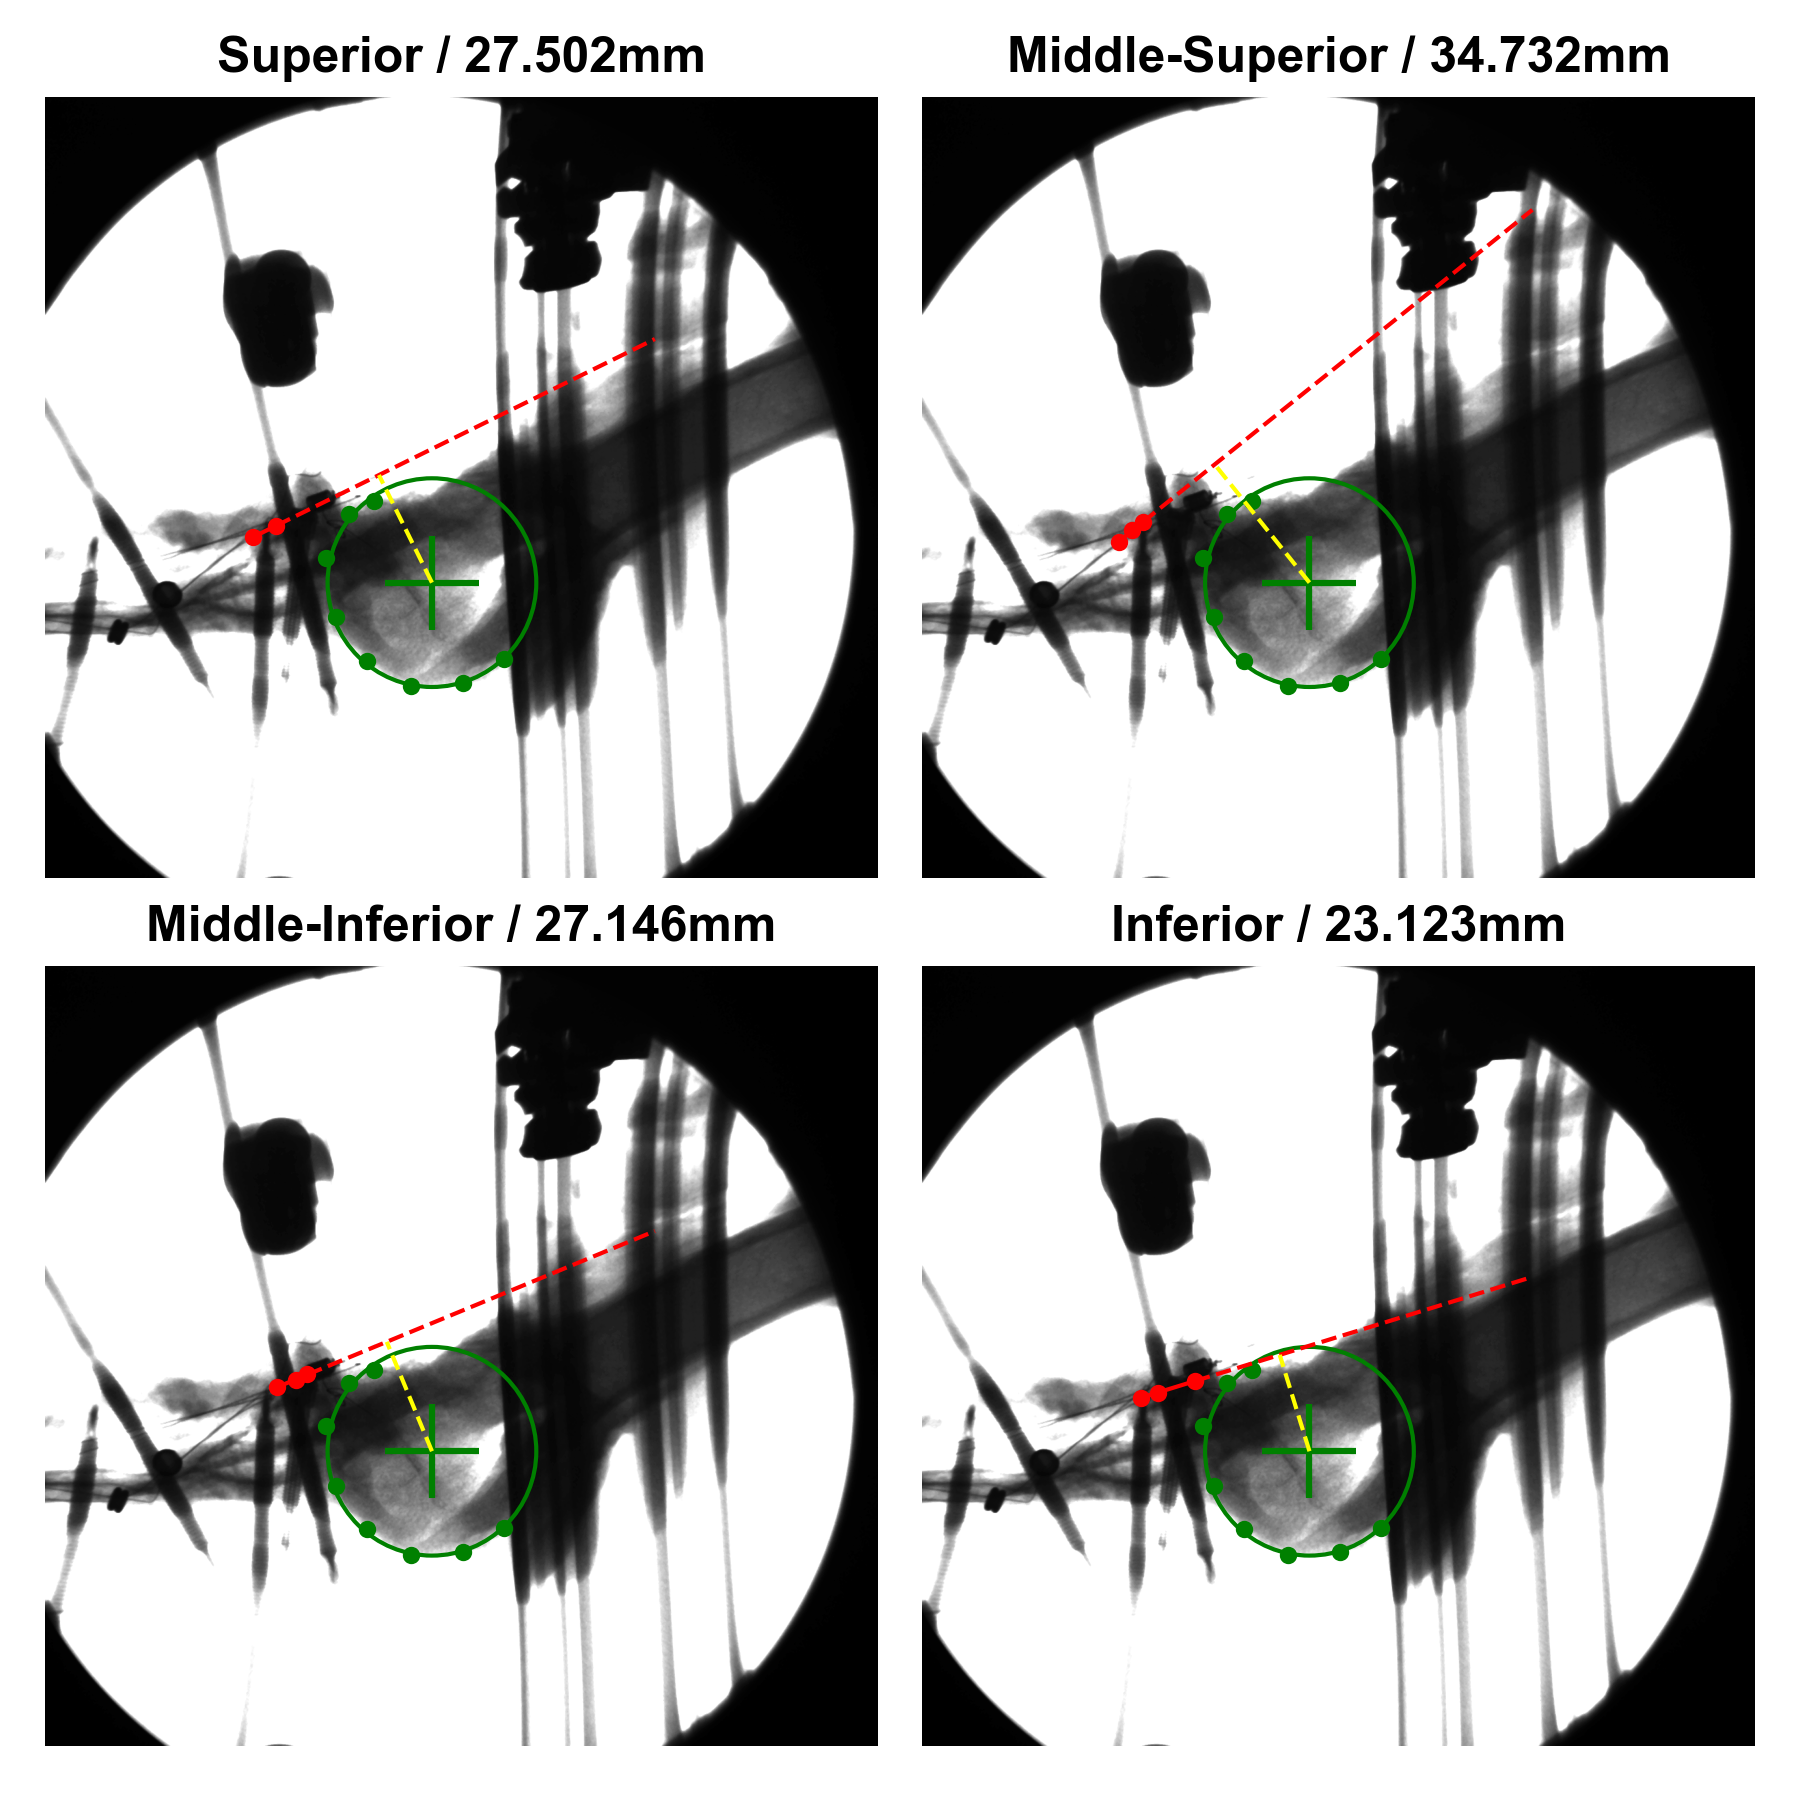 Superior / 27.502mm
Middle-Superior / 34.732mm
Middle-Inferior / 27.146mm
Inferior / 23.123mm